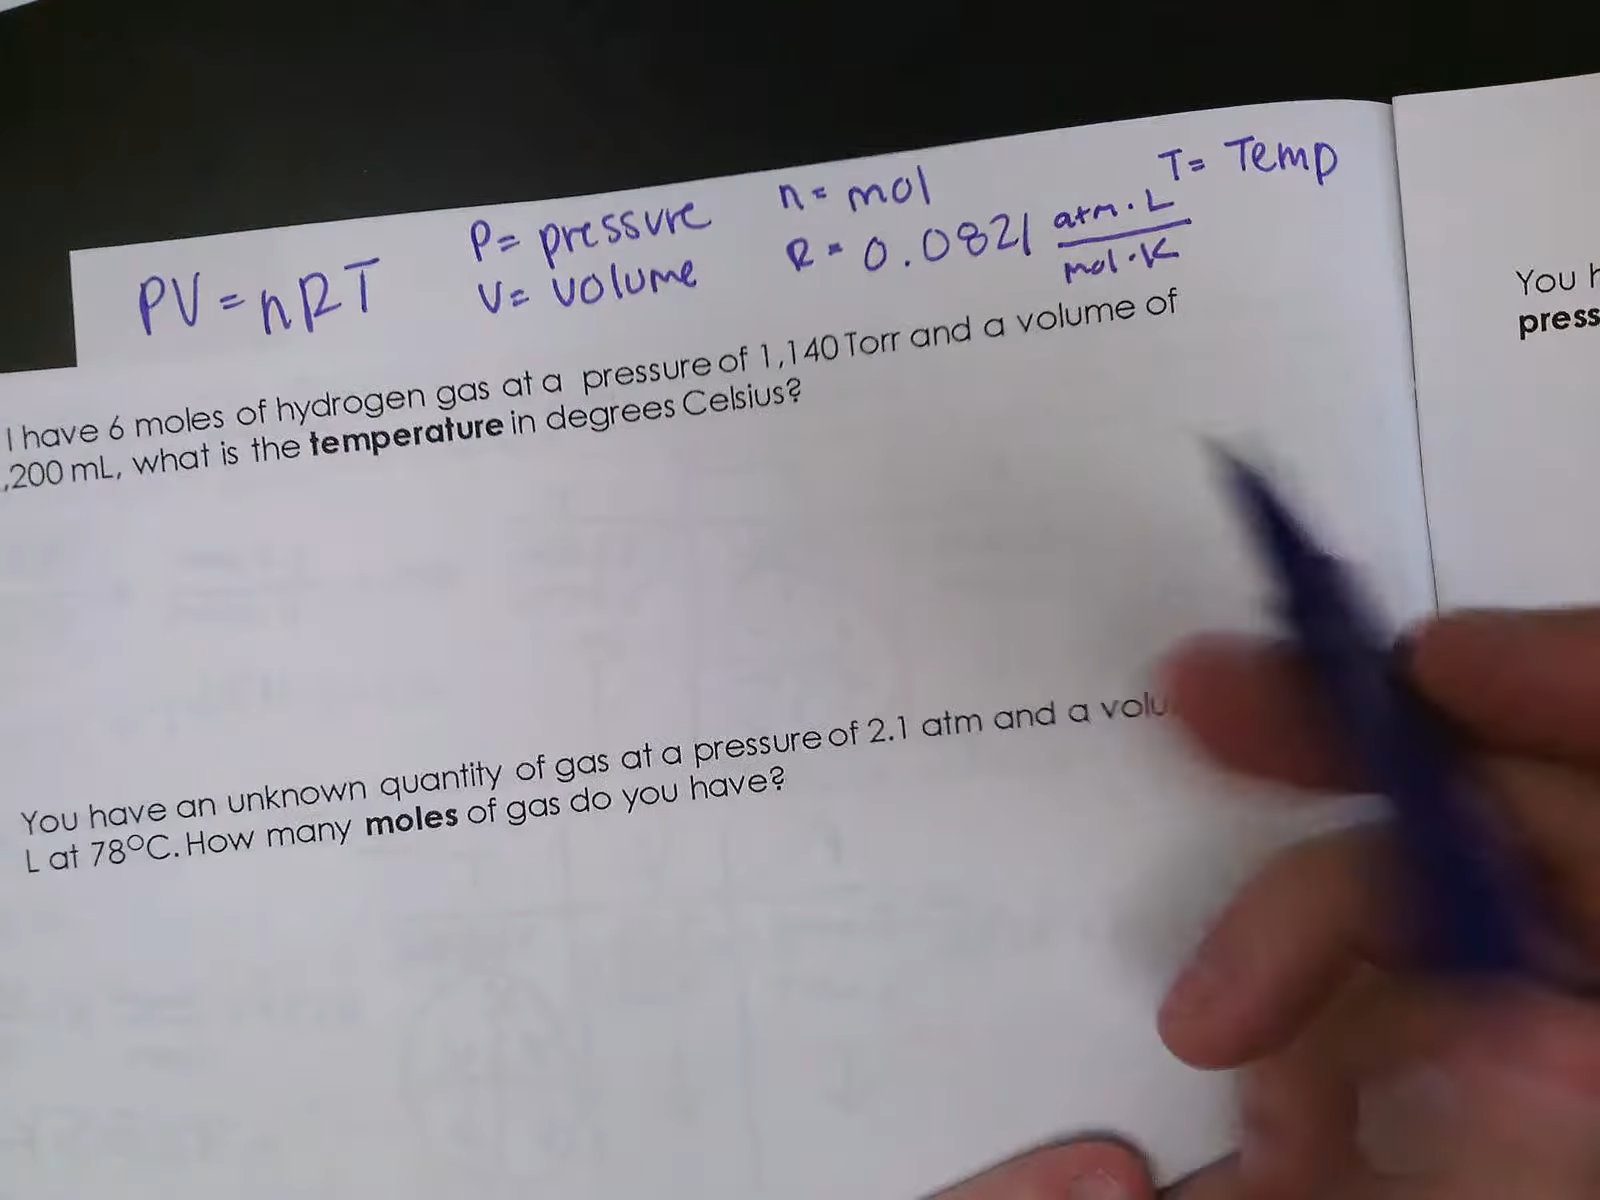 T= Temp
n= mol
P= pressure
R= 0.0821 atm·L
mol·K
PV=nRT
V= volume
I have 6 moles of hydrogen gas at a pressure of 1,140 Torr and a volume of
,200 mL, what is the temperature in degrees Celsius?
You have an unknown quantity of gas at a pressure of 2.1 atm and a
L at 78°C. How many moles of gas do you have?
You
press